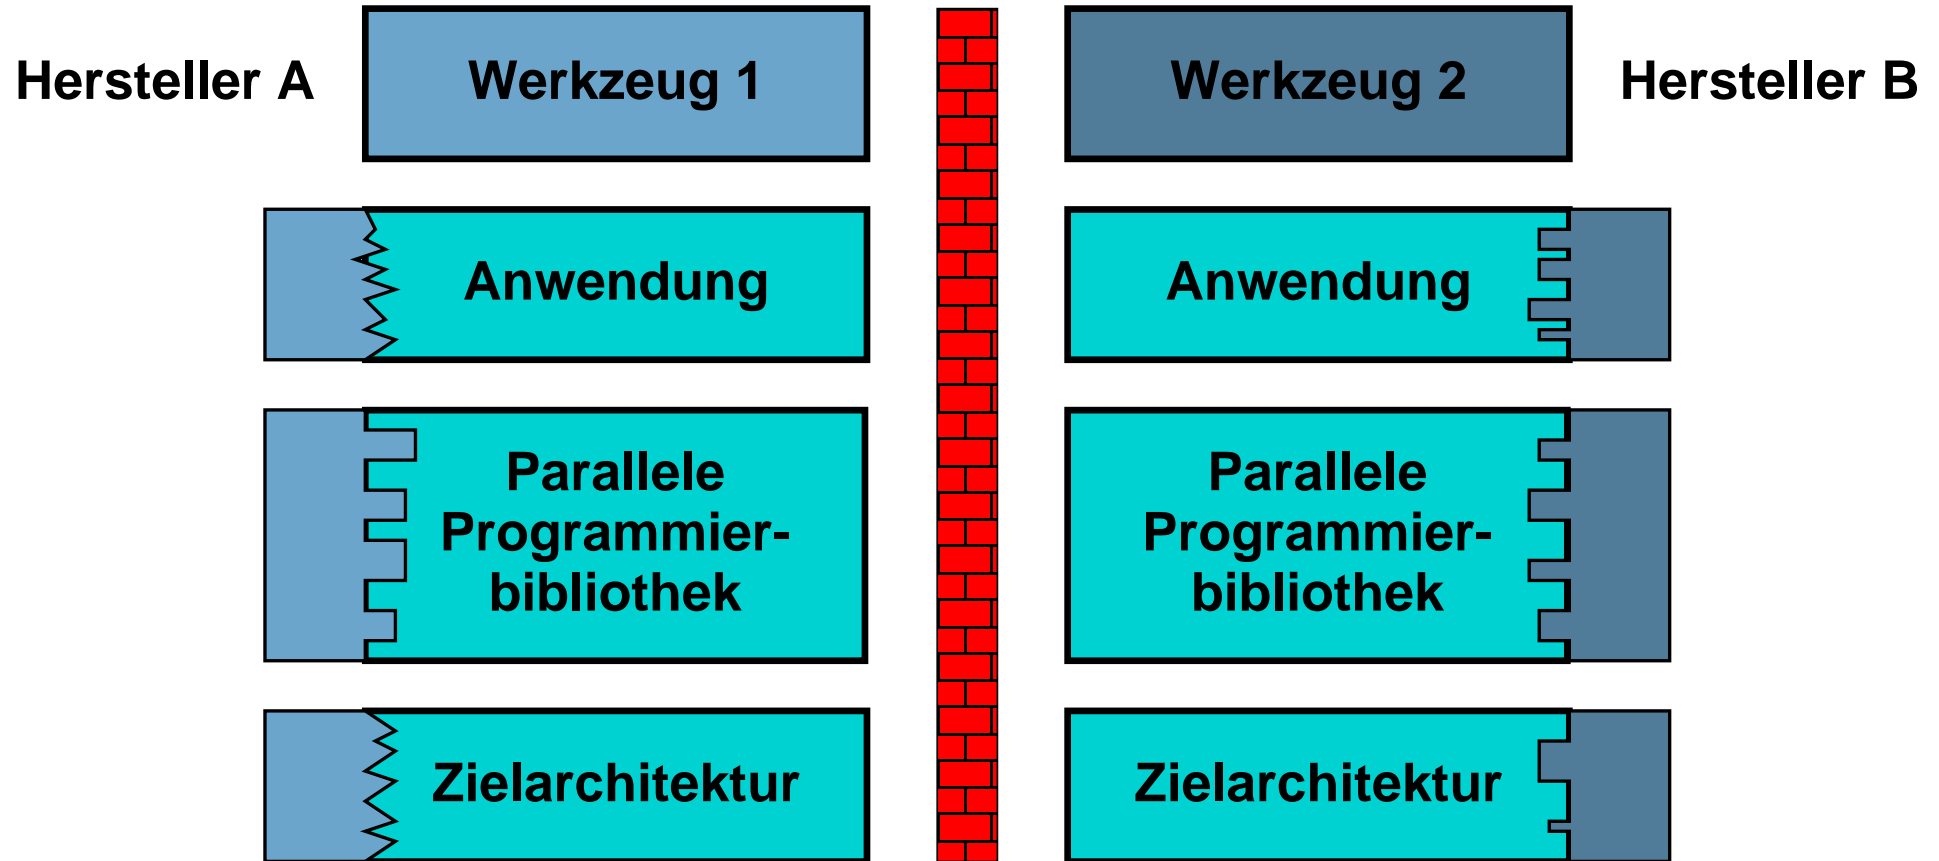 Hersteller A
Werkzeug 1
Werkzeug 2
Hersteller B
Anwendung
Anwendung
Parallele
Programmier-
bibliothek
Parallele
Programmier-
bibliothek
Zielarchitektur
Zielarchitektur